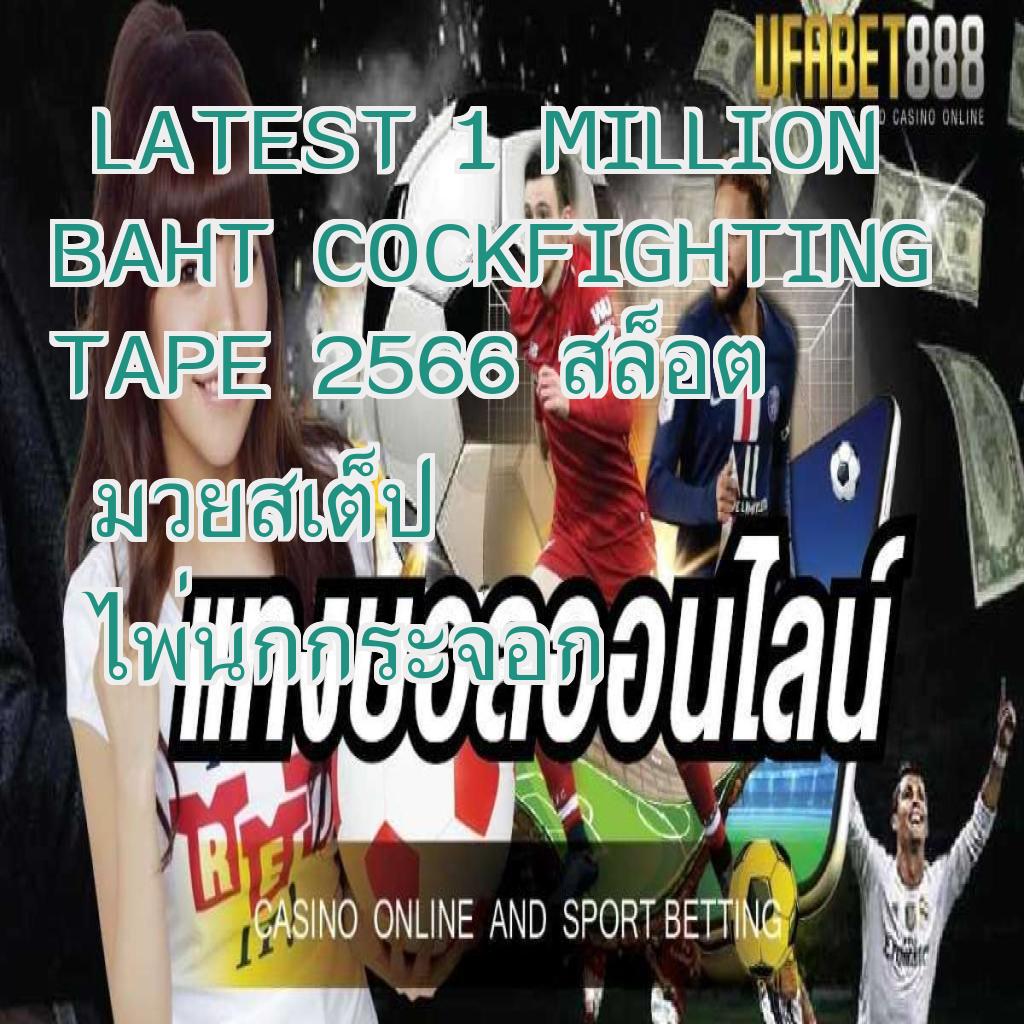 UFABET888
D CASINO ONLINE
LATEST 1 MILLION
BAHT COCKFIGHTING
TAPE 2566 สล็อต
มวยสเต็ป
ไพ่นกกระจอก
แทงบอลออนไลน์
CASINO ONLINE AND SPORT BETTING